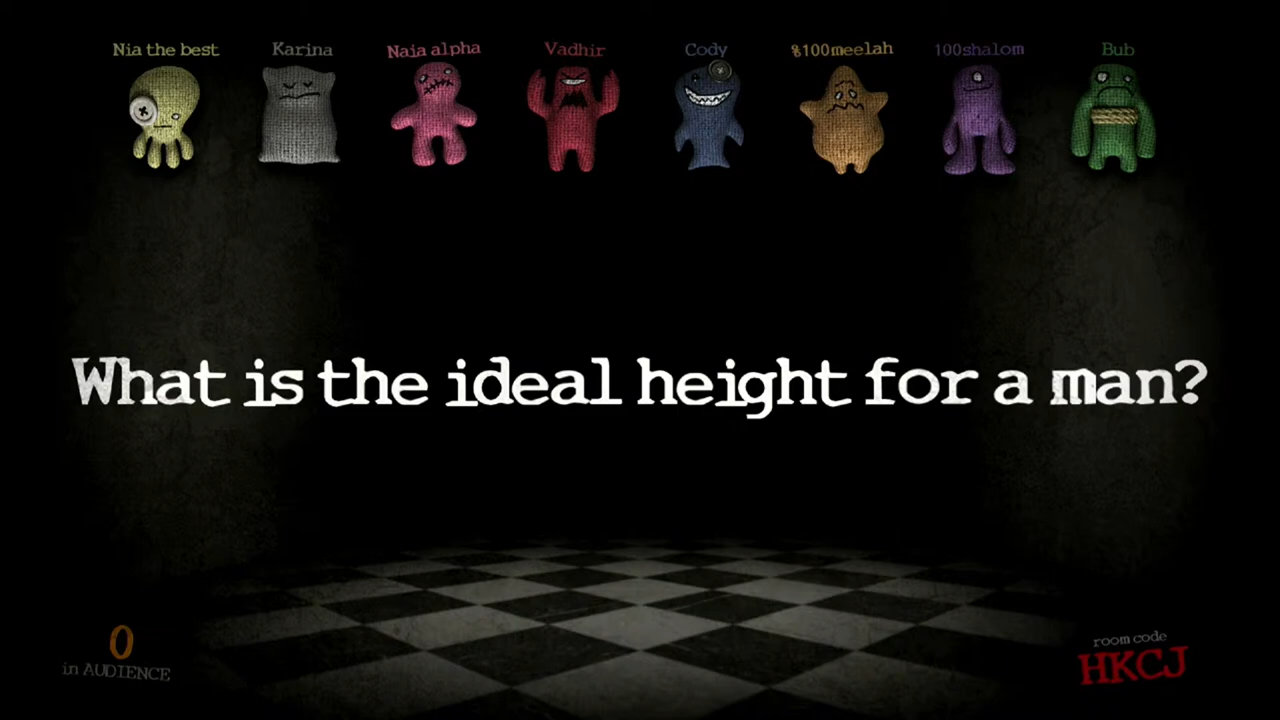 Nia the best
Karina
Naia alpha
Vadhir
Cody
%100meelah
100shalom
Bub
What is the ideal height for a man?
0
in AUDIENCE
room code
HKCJ